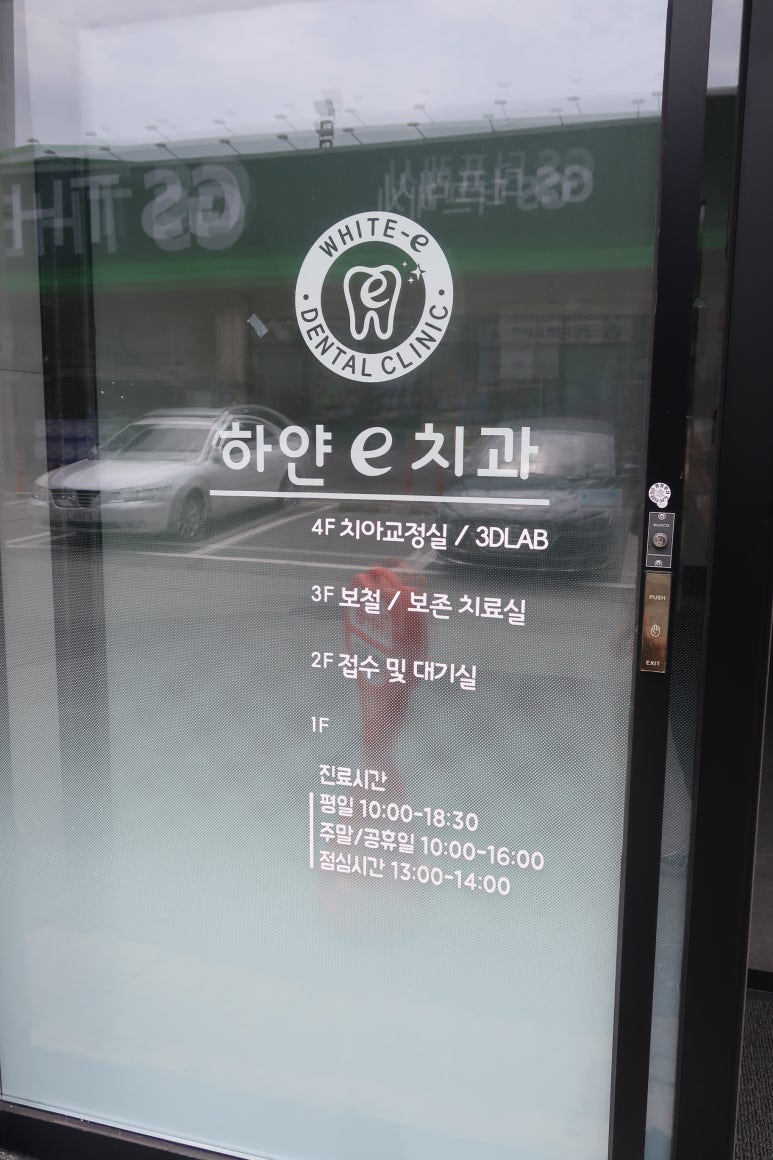 WHITE-e
DENTAL CLINIC
하얀 e 치과
4F 치아교정실 / 3DLAB
3F 보철 / 보존 치료실
2F 접수 및 대기실
1F
진료시간
평일 10:00-18:30
주말/공휴일 10:00-16:00
점심시간 13:00-14:00
PUSH
EXIT